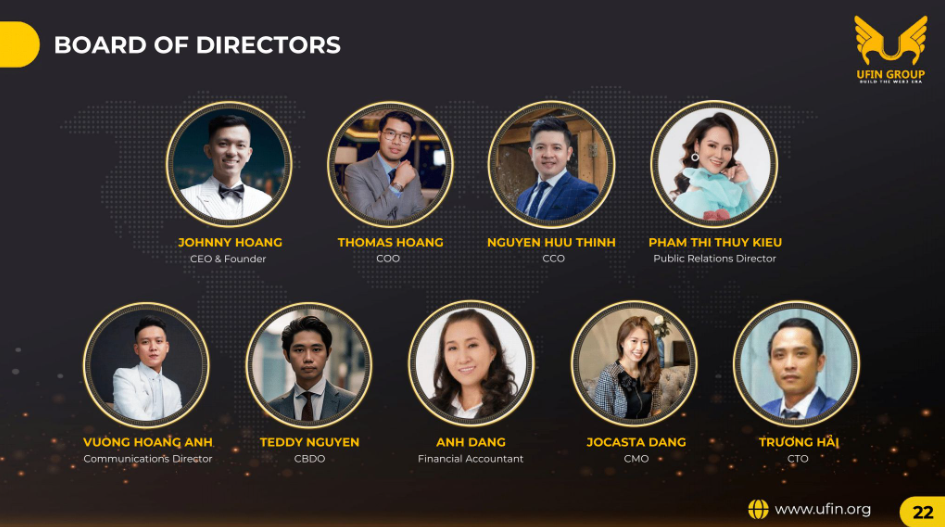 BOARD OF DIRECTORS
UFIN GROUP
BUILD THE WEB3 ERA
JOHNNY HOANG
CEO & Founder
THOMAS HOANG
COO
NGUYEN HUU THINH
CCO
PHAM THI THUY KIEU
Public Relations Director
VUONG HOANG ANH
Communications Director
TEDDY NGUYEN
CBDO
ANH DANG
Financial Accountant
JOCASTA DANG
CMO
TRƯƠNG HẢI
CTO
www.ufin.org
22